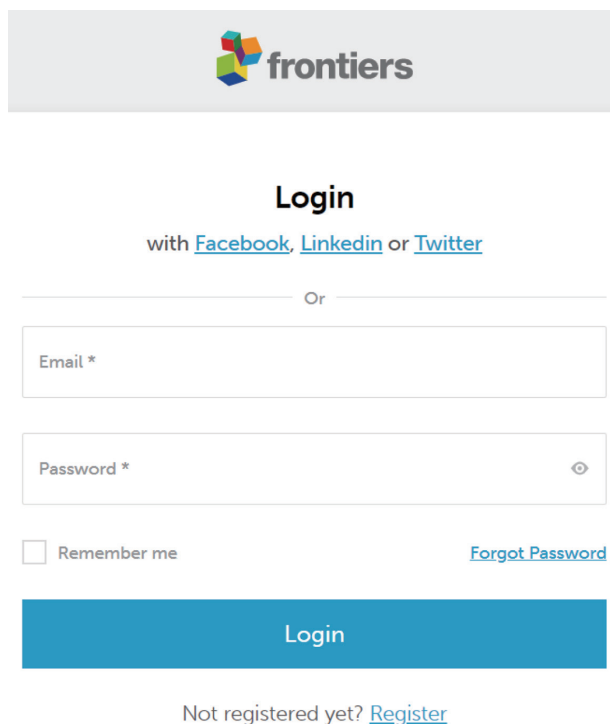 frontiers
Login
with Facebook, Linkedin or Twitter
Or
Email *
Password *
Remember me
Forgot Password
Login
Not registered yet? Register